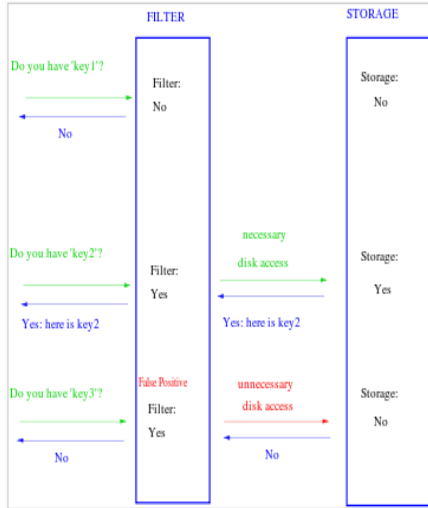 FILTER
STORAGE
Do you have 'key1'?
Filter:
No
Storage:
No
No
necessary
disk access
Do you have 'key2'?
Filter:
Yes
Storage:
Yes
Yes: here is key2
Yes: here is key2
False Positive
unnecessary
disk access
Do you have 'key3'?
Filter:
Yes
Storage:
No
No
No